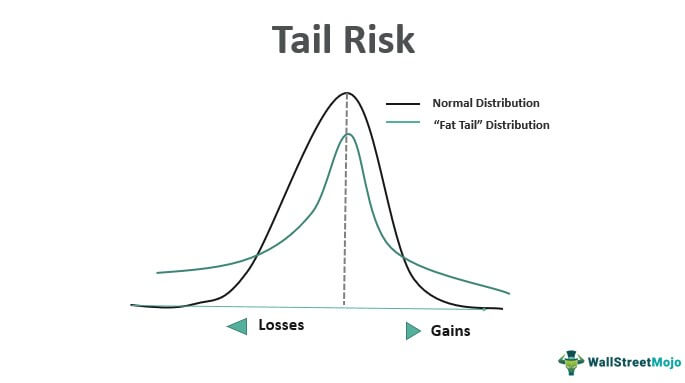 Tail Risk
Normal Distribution
“Fat Tail” Distribution
Losses
Gains
WallStreetMojo